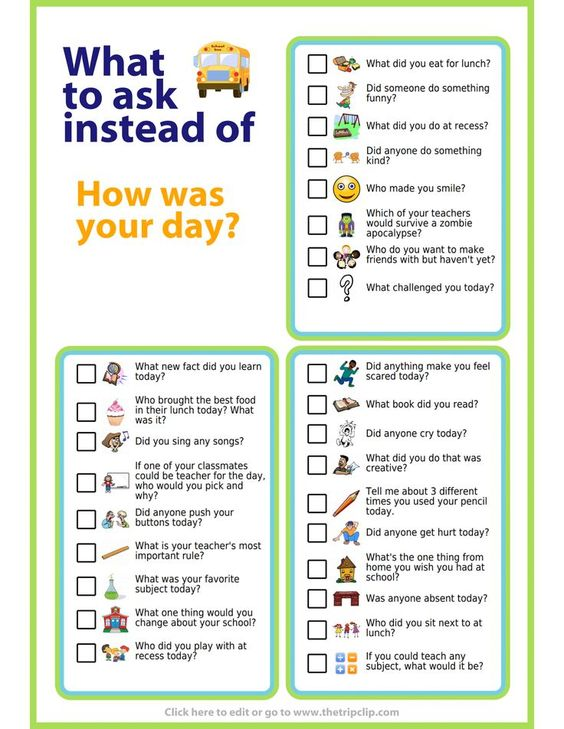 What
to ask
instead of
School
bus
How was
your day?
What did you eat for lunch?
Did someone do something
funny?
What did you do at recess?
Did anyone do something
kind?
Who made you smile?
Which of your teachers
would survive a zombie
apocalypse?
Who do you want to make
friends with but haven't yet?
What challenged you today?
What new fact did you learn
today?
Who brought the best food
in their lunch today? What
was it?
Did you sing any songs?
If one of your classmates
could be teacher for the day,
who would you pick and
why?
Did anyone push your
buttons today?
What is your teacher's most
important rule?
What was your favorite
subject today?
What one thing would you
change about your school?
Who did you play with at
recess today?
Did anything make you feel
scared today?
What book did you read?
Did anyone cry today?
What did you do that was
creative?
Tell me about 3 different
times you used your pencil
today.
Did anyone get hurt today?
What's the one thing from
home you wish you had at
school?
Was anyone absent today?
Who did you sit next to at
lunch?
If you could teach any
subject, what would it be?
Click here to edit or go to www.thetripclip.com